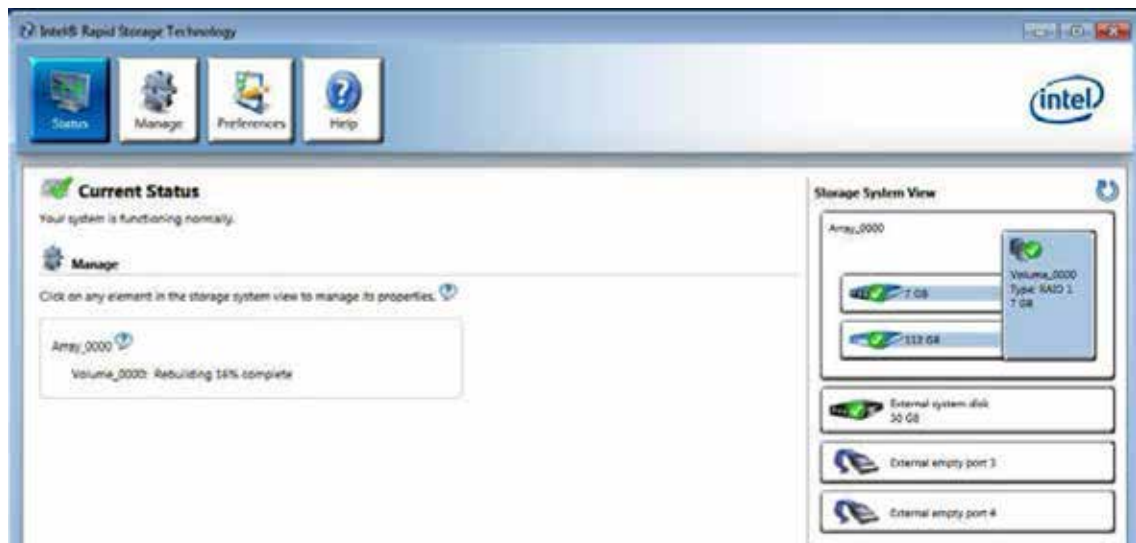 Intel® Rapid Storage Technology
Status
Manage
Preferences
Help
intel
Current Status
Your system is functioning normally.
Manage
Click on any element in the storage system view to manage its properties.
Array_0000
Volume_0000: Rebuilding 16% complete
Storage System View
Array_0000
Volume_0000
Type: RAID 1
7 GB
7 GB
112 GB
External system disk
30 GB
External empty port 3
External empty port 4